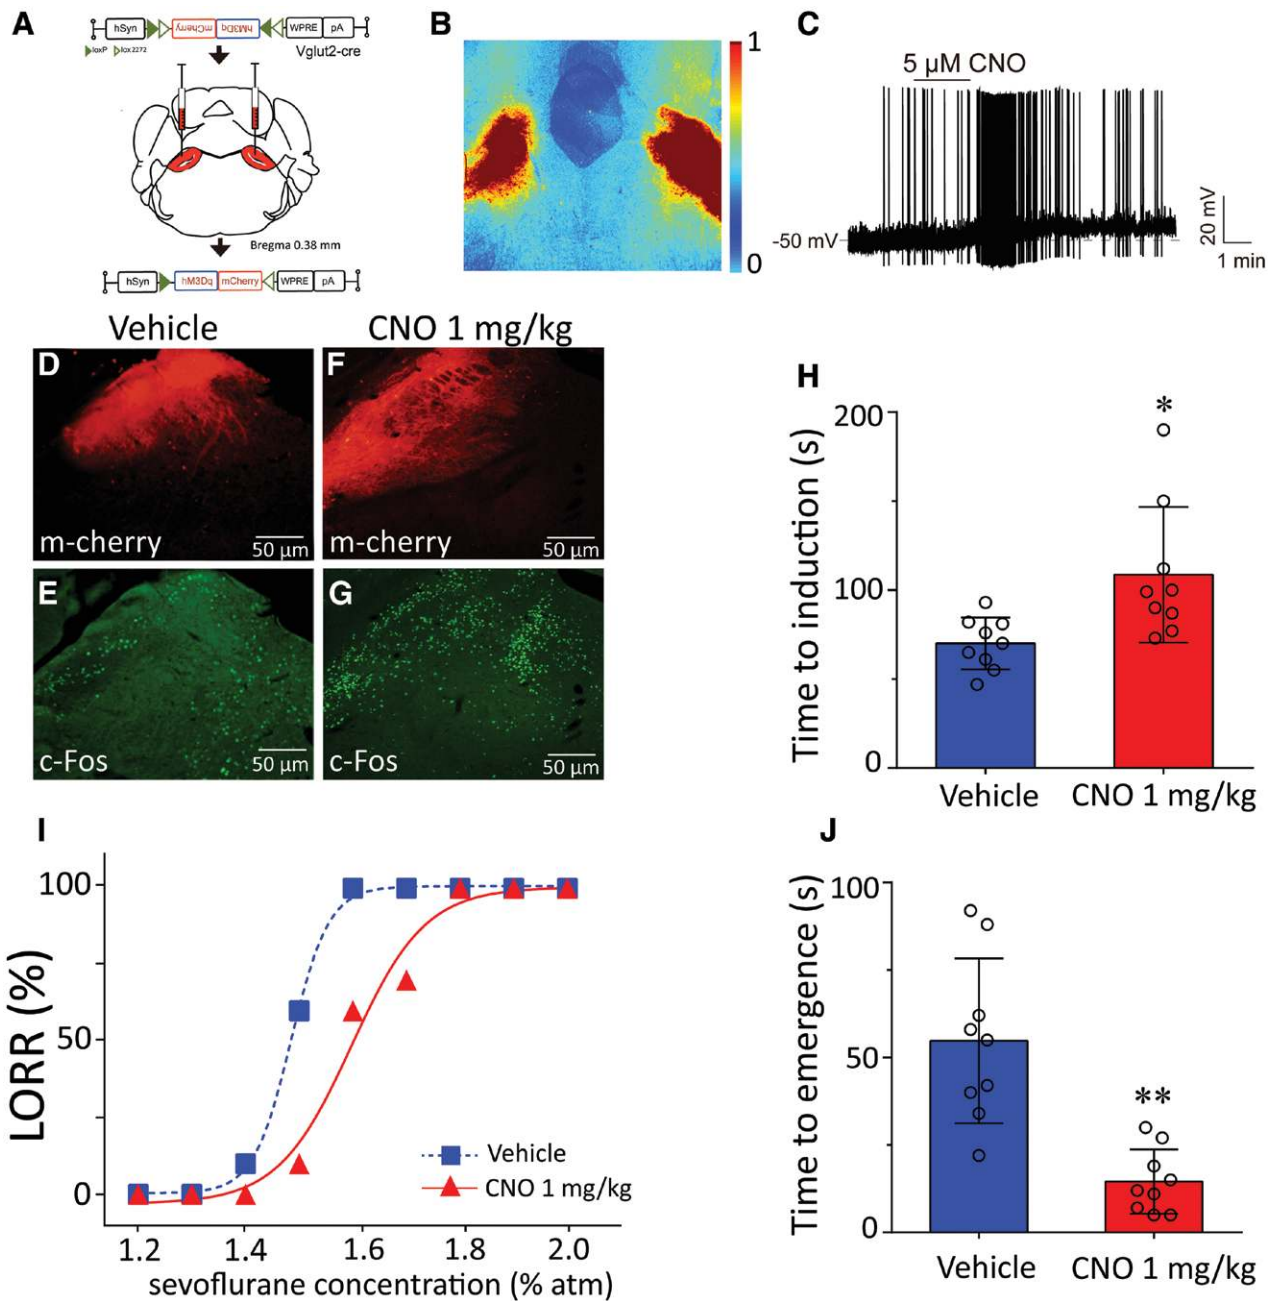 A
hSyn
mCherry
hM3Dq
WPRE
pA
loxP
lox2272
Vglut2-cre
Bregma 0.38 mm
hSyn
hM3Dq
mCherry
WPRE
pA
B
1
0
C
5 µM CNO
-50 mV
20 mV
1 min
Vehicle
CNO 1 mg/kg
D
m-cherry
50 µm
F
m-cherry
50 µm
E
c-Fos
50 µm
G
c-Fos
50 µm
H
Time to induction (s)
200
100
0
*
Vehicle
CNO 1 mg/kg
I
LORR (%)
100
50
0
Vehicle
CNO 1 mg/kg
1.2 1.4 1.6 1.8 2.0
sevoflurane concentration (% atm)
J
Time to emergence (s)
100
50
0
**
Vehicle
CNO 1 mg/kg